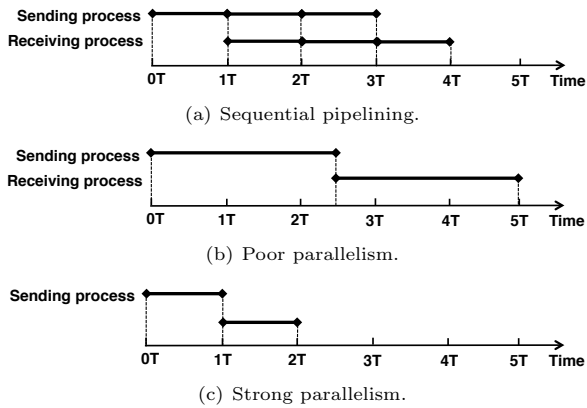 Sending process
Receiving process
0T 1T 2T 3T 4T 5T Time
(a) Sequential pipelining.
Sending process
Receiving process
0T 1T 2T 3T 4T 5T Time
(b) Poor parallelism.
Sending process
0T 1T 2T 3T 4T 5T Time
(c) Strong parallelism.